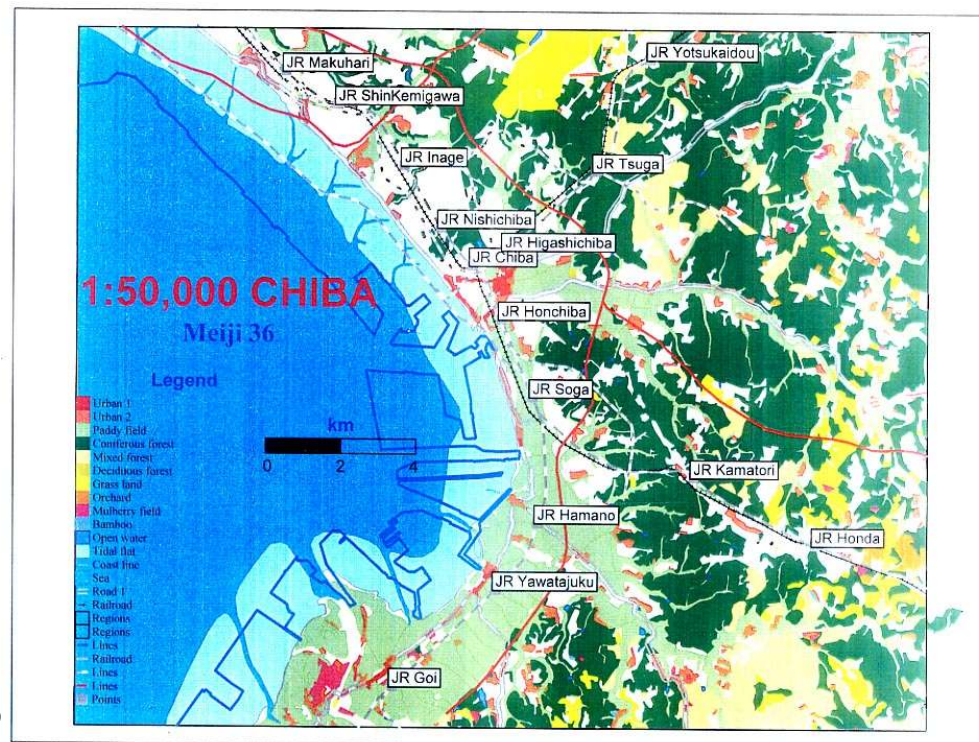 JR Yotsukaidou
JR Makuhari
JR ShinKemigawa
JR Inage
JR Tsuga
JR Nishichiba
JR Higashichiba
JR Chiba
1:50,000 CHIBA
JR Honchiba
Meiji 36
Legend
JR Soga
Urban 1
Urban 2
Paddy field
Coniferous forest
Mixed forest
Deciduous forest
Grass land
Orchard
Mulberry field
Bamboo
Open water
Tidal flat
Coast line
Sea
Road 1
Railroad
Regions
Regions
Lines
Railroad
Lines
Lines
Points
km
0 2 4
JR Kamatori
JR Hamano
JR Honda
JR Yawatajuku
JR Goi